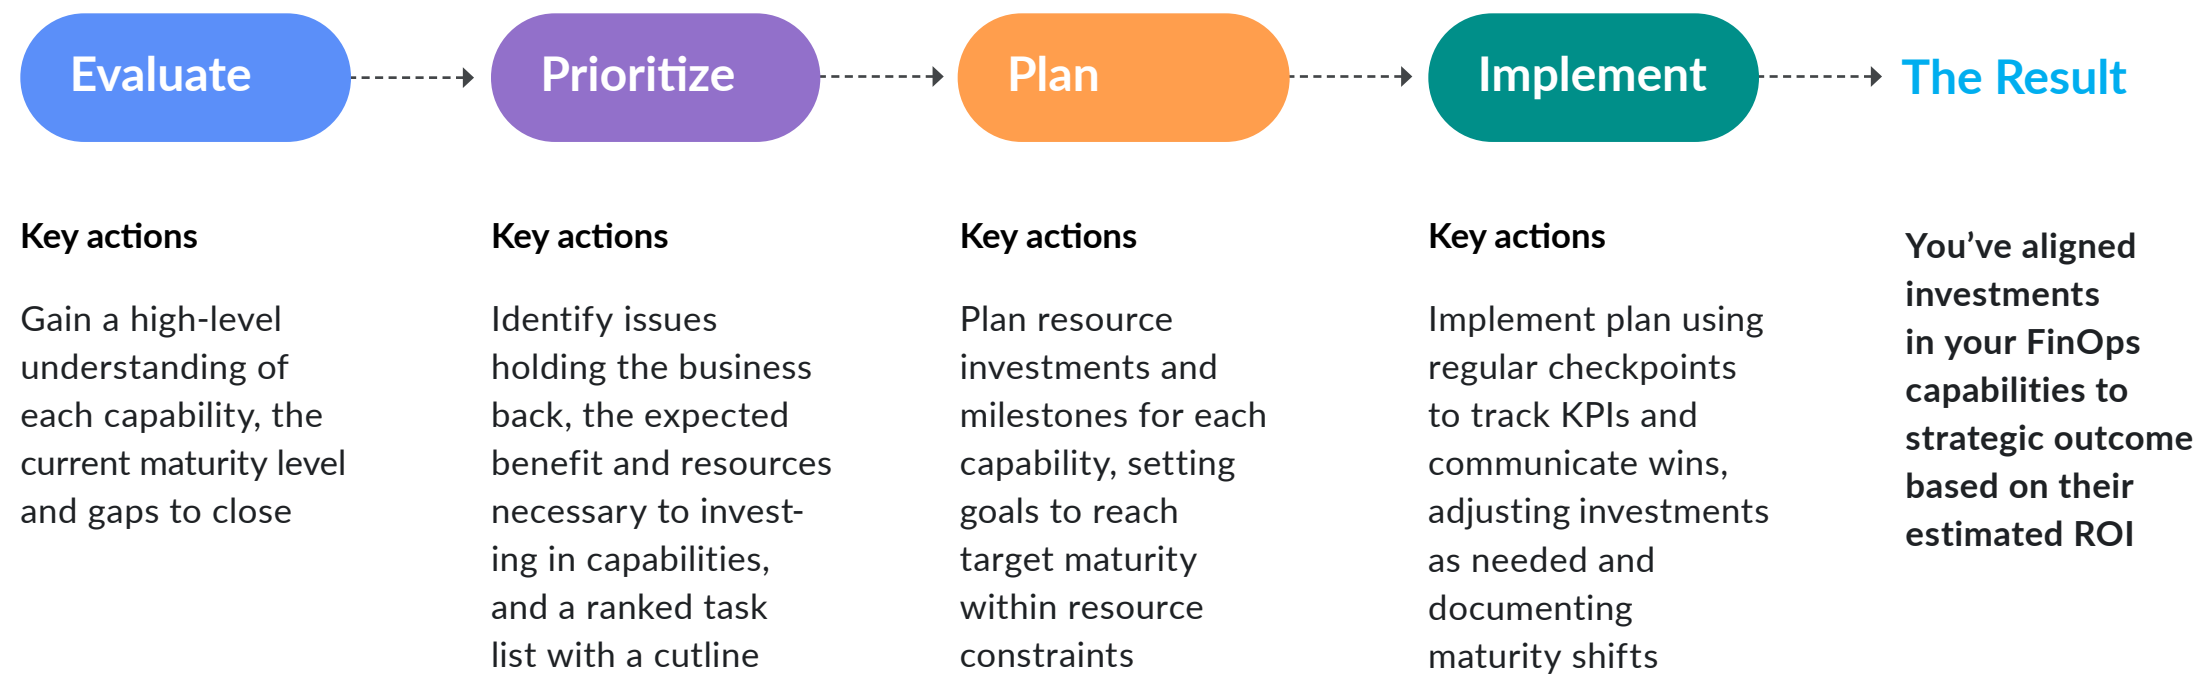 Evaluate
Prioritize
Plan
Implement
The Result
Key actions
Gain a high-level
understanding of
each capability, the
current maturity level
and gaps to close
Key actions
Identify issues
holding the business
back, the expected
benefit and resources
necessary to invest-
ing in capabilities,
and a ranked task
list with a cutline
Key actions
Plan resource
investments and
milestones for each
capability, setting
goals to reach
target maturity
within resource
constraints
Key actions
Implement plan using
regular checkpoints
to track KPIs and
communicate wins,
adjusting investments
as needed and
documenting
maturity shifts
You’ve aligned
investments
in your FinOps
capabilities to
strategic outcome
based on their
estimated ROI